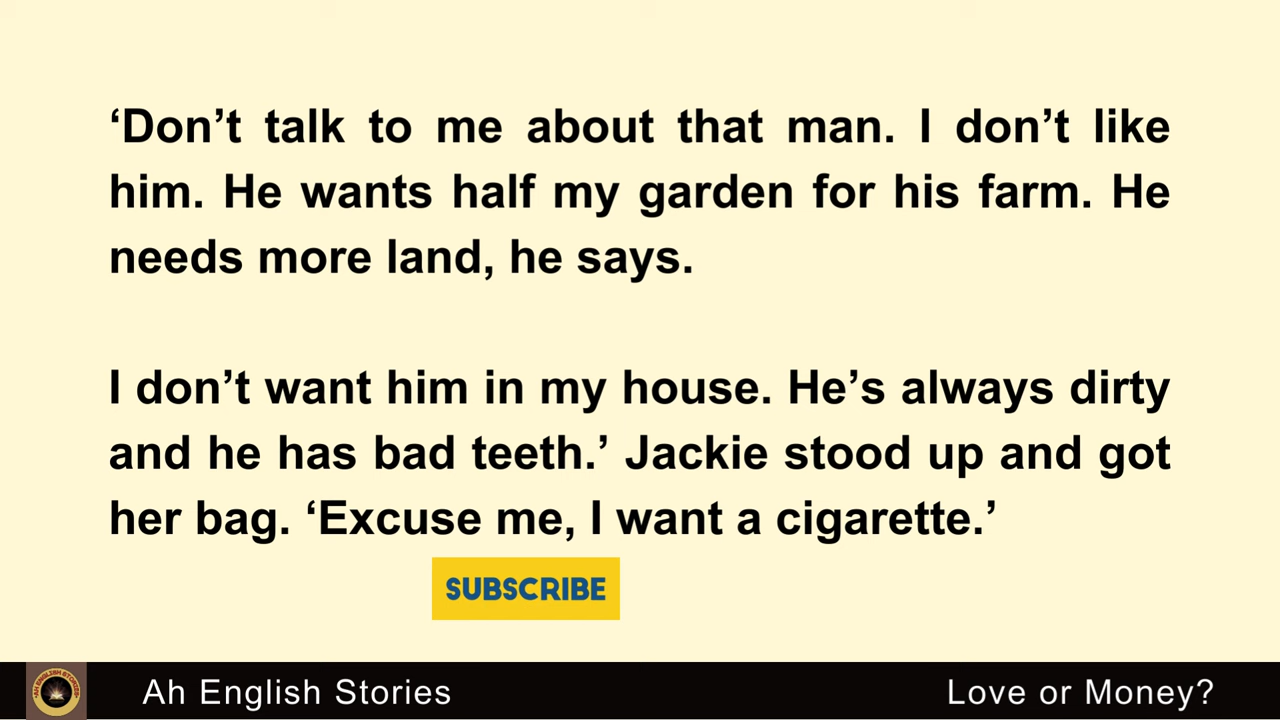 ‘Don’t talk to me about that man. I don’t like
him. He wants half my garden for his farm. He
needs more land, he says.
I don’t want him in my house. He’s always dirty
and he has bad teeth.’ Jackie stood up and got
her bag. ‘Excuse me, I want a cigarette.’
SUBSCRIBE
Ah English Stories
Love or Money?